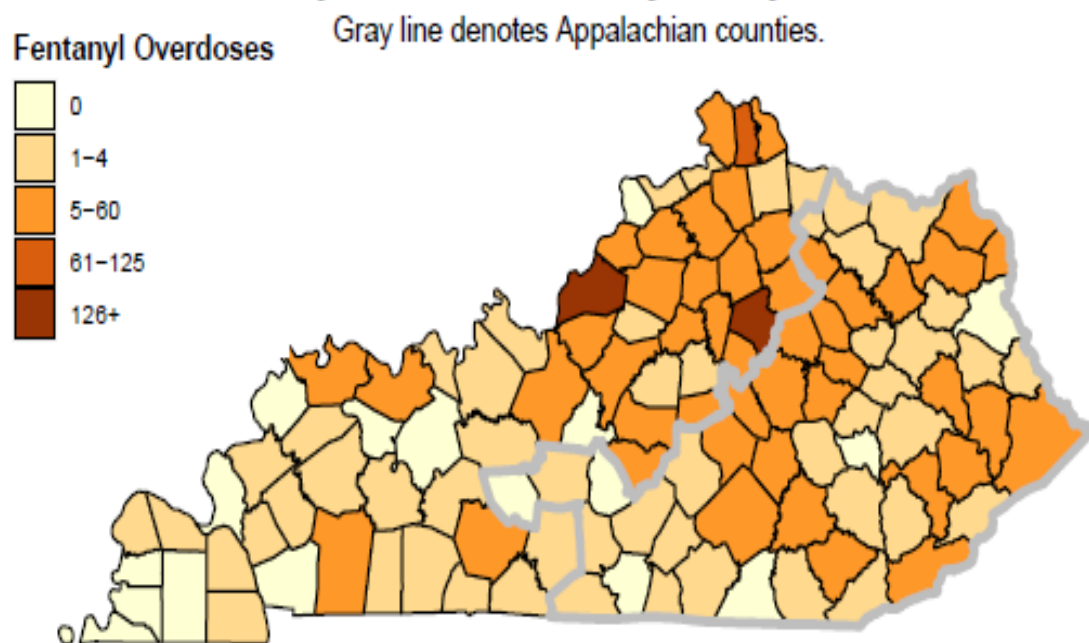 Gray line denotes Appalachian counties.
Fentanyl Overdoses
0
1−4
5−60
61−125
126+